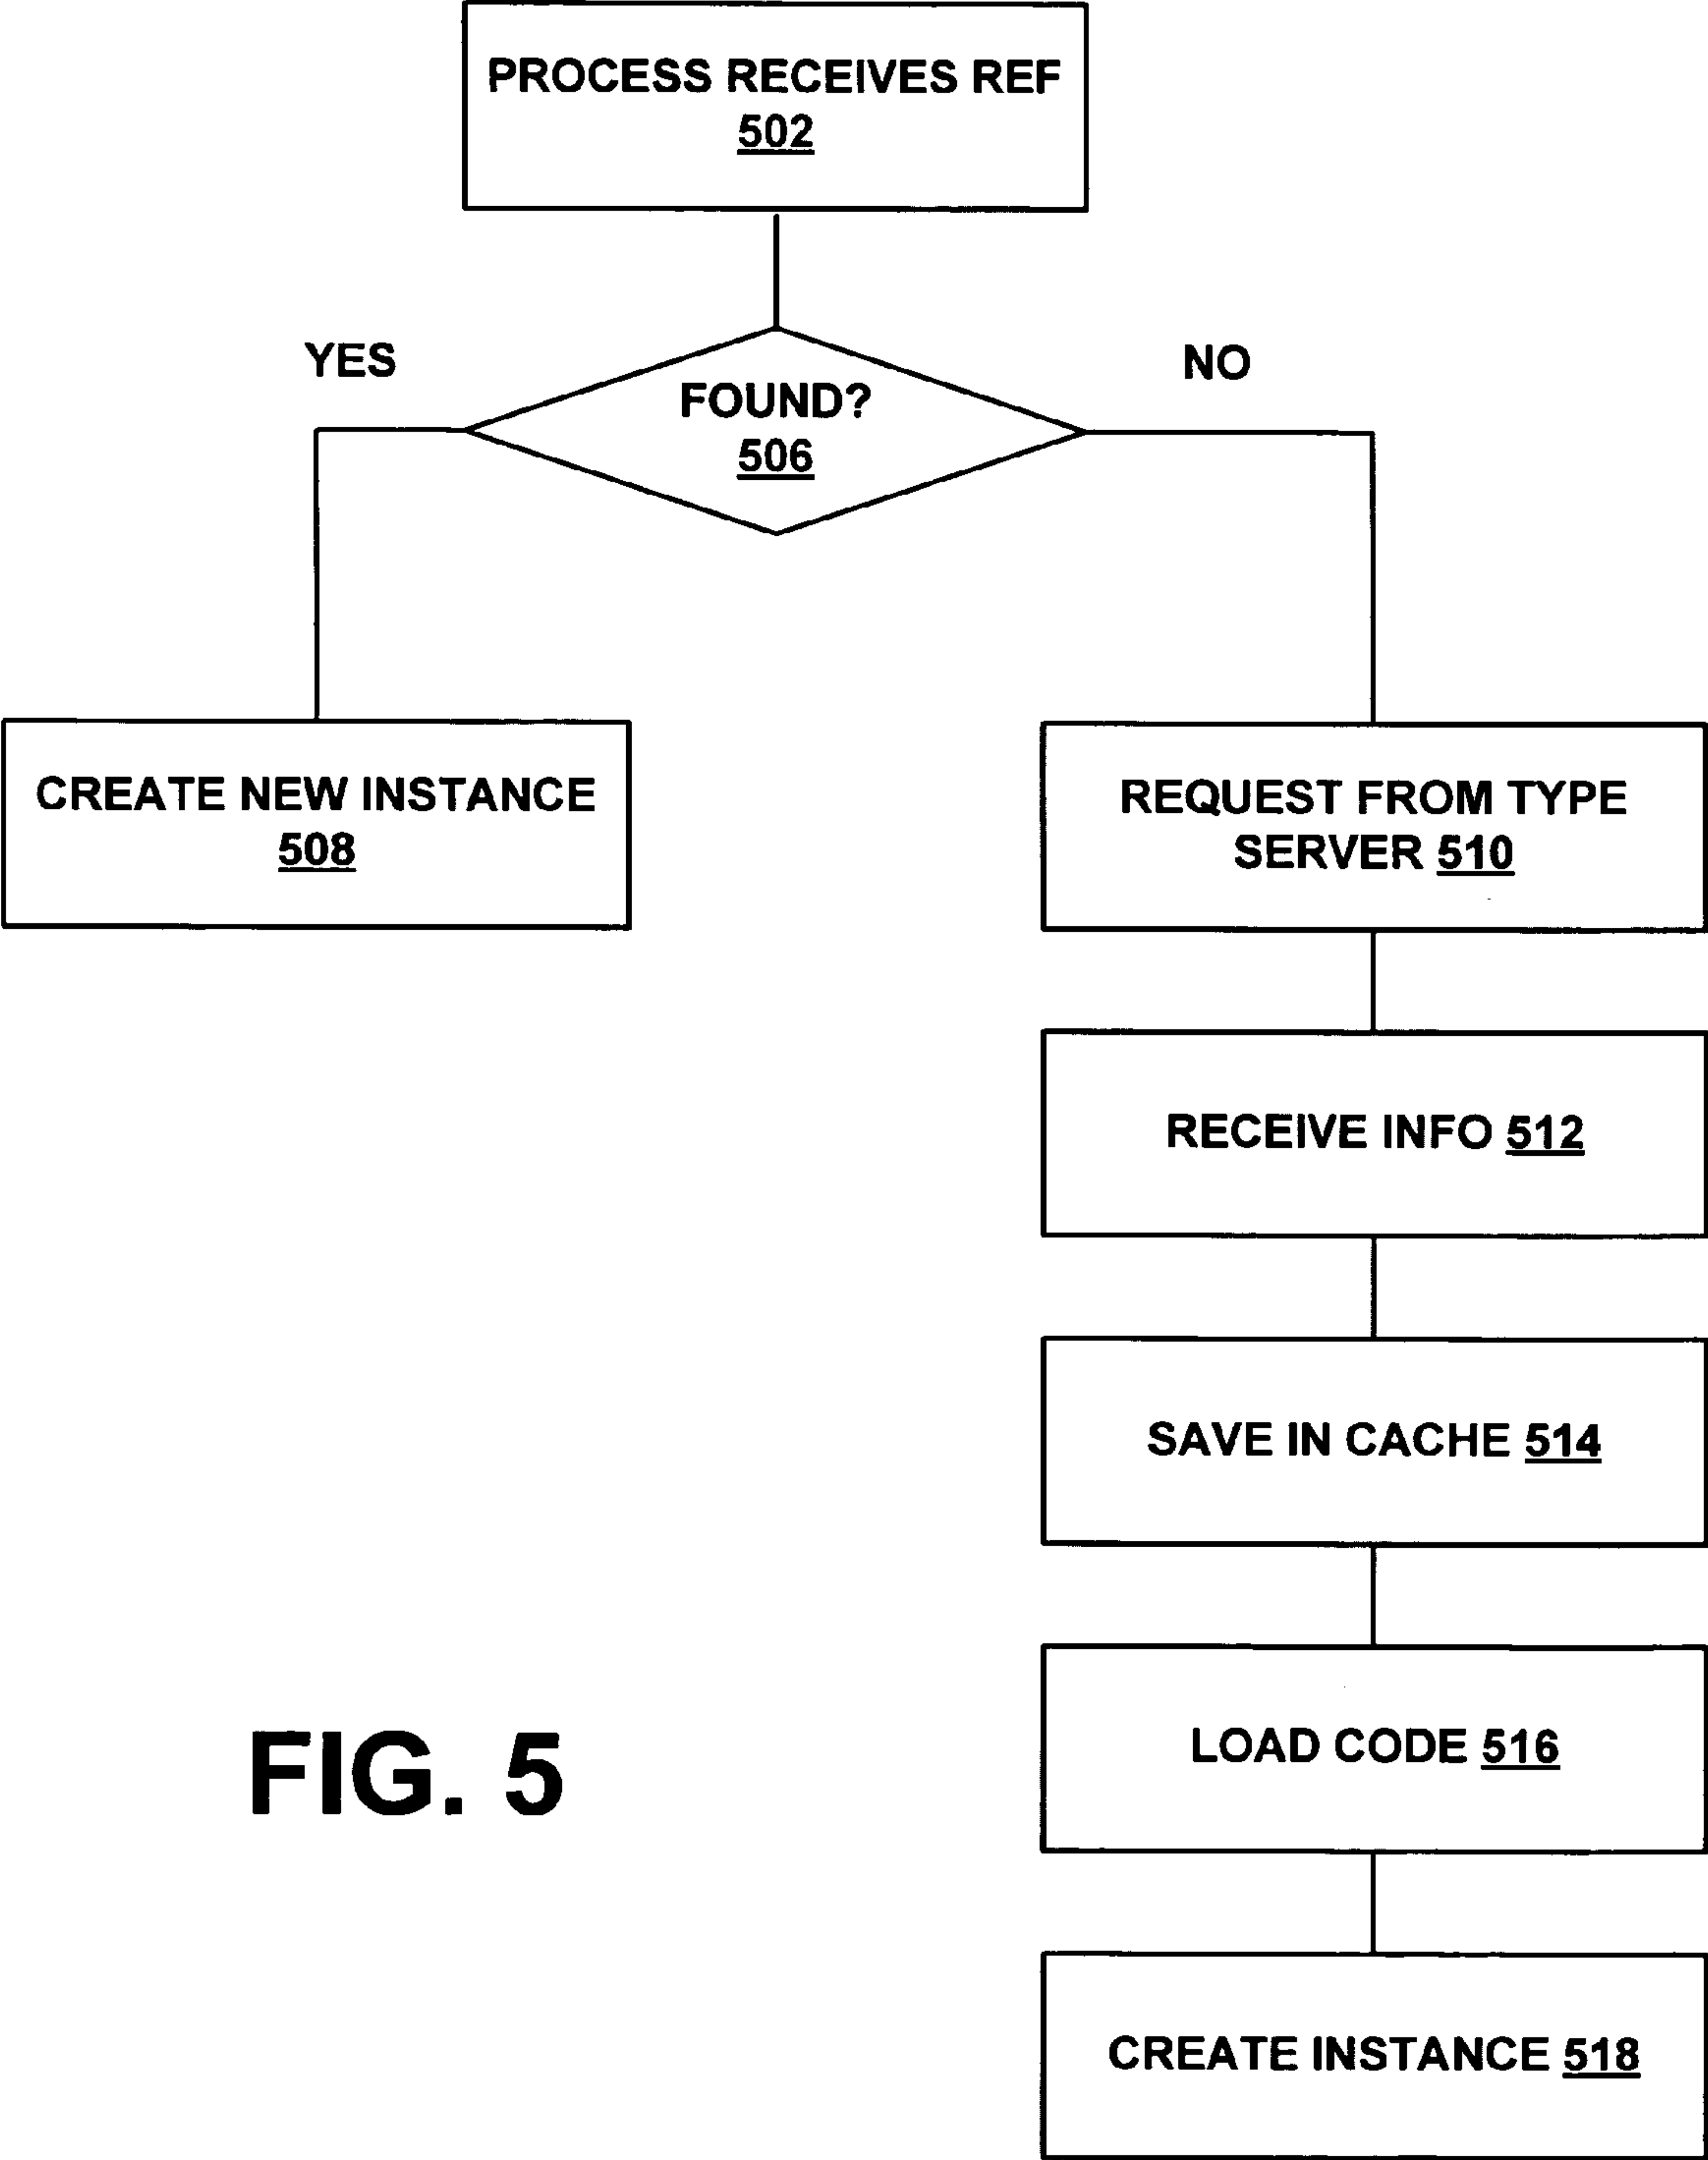 PROCESS RECEIVES REF
502
YES
FOUND?
506
NO
CREATE NEW INSTANCE
508
REQUEST FROM TYPE
SERVER 510
RECEIVE INFO 512
SAVE IN CACHE 514
LOAD CODE 516
CREATE INSTANCE 518
FIG. 5